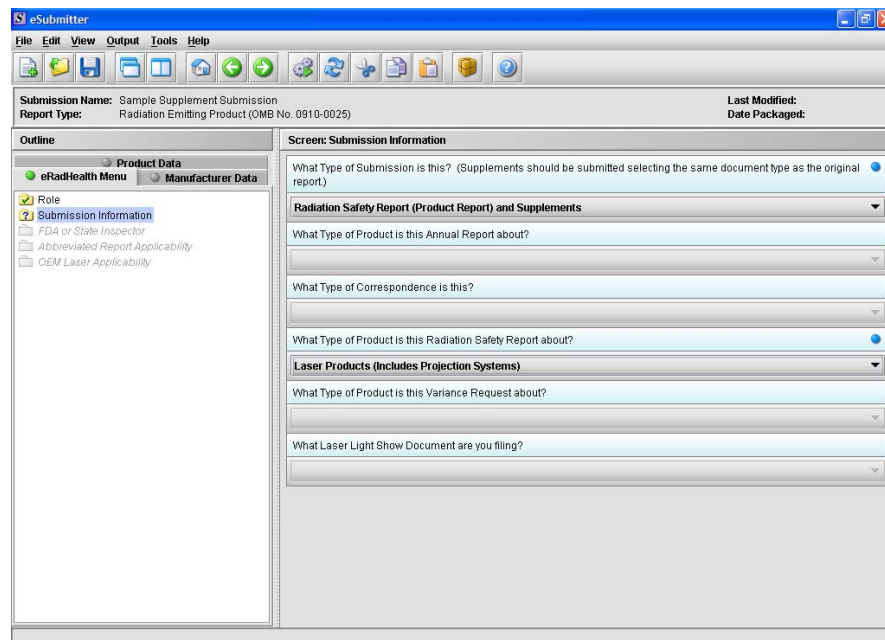 eSubmitter
File Edit View Output Tools Help
Submission Name: Sample Supplement Submission
Report Type: Radiation Emitting Product (OMB No. 0910-0025)
Last Modified:
Date Packaged:
Outline
Product Data
eRadHealth Menu
Manufacturer Data
Role
Submission Information
FDA or State Inspector
Abbreviated Report Applicability
OEM Laser Applicability
Screen: Submission Information
What Type of Submission is this? (Supplements should be submitted selecting the same document type as the original
report.)
Radiation Safety Report (Product Report) and Supplements
What Type of Product is this Annual Report about?
What Type of Correspondence is this?
What Type of Product is this Radiation Safety Report about?
Laser Products (Includes Projection Systems)
What Type of Product is this Variance Request about?
What Laser Light Show Document are you filing?